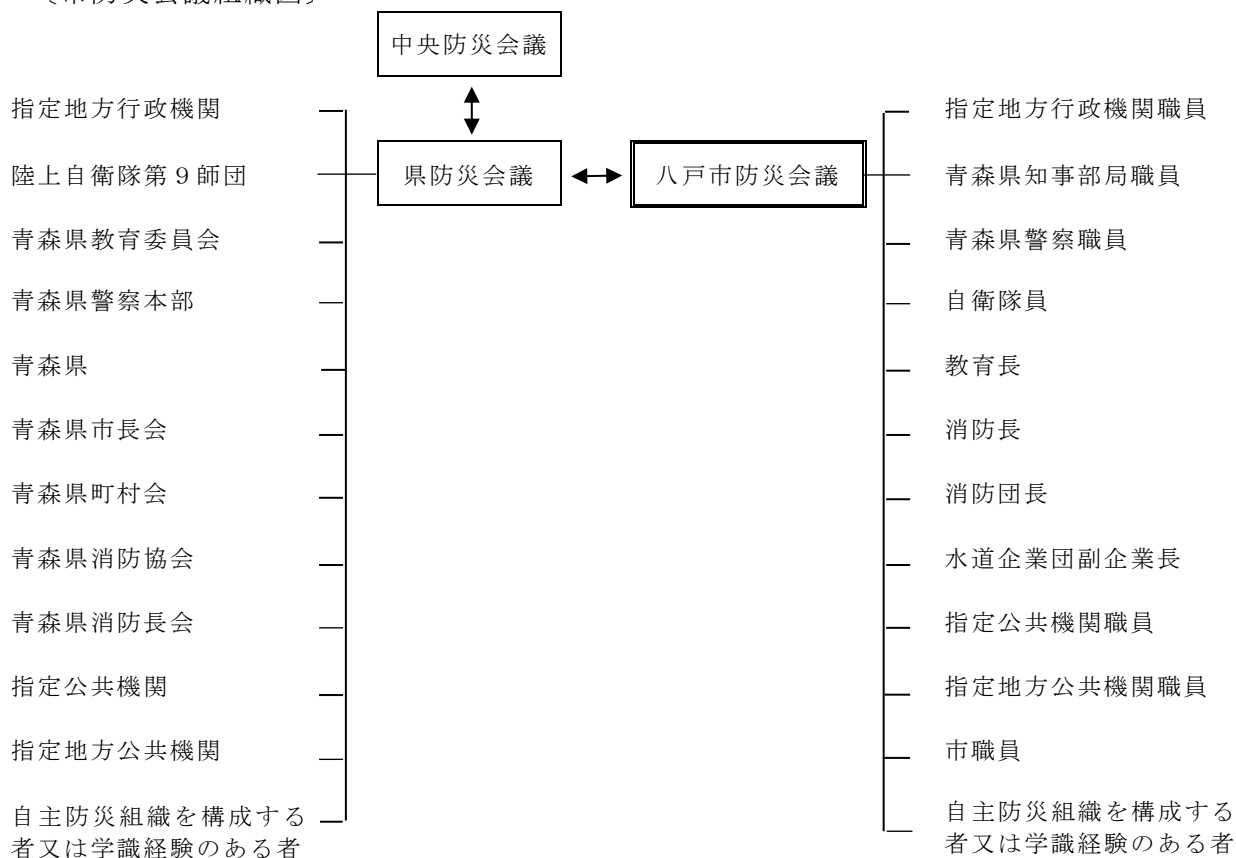 〔市防災会議組織図〕
中央防災会議
県防災会議
八戸市防災会議
指定地方行政機関
陸上自衛隊第9師団
青森県教育委員会
青森県警察本部
青森県
青森県市長会
青森県町村会
青森県消防協会
青森県消防長会
指定公共機関
指定地方公共機関
自主防災組織を構成する
者又は学識経験のある者
指定地方行政機関職員
青森県知事部局職員
青森県警察職員
自衛隊員
教育長
消防長
消防団長
水道企業団副企業長
指定公共機関職員
指定地方公共機関職員
市職員
自主防災組織を構成する
者又は学識経験のある者